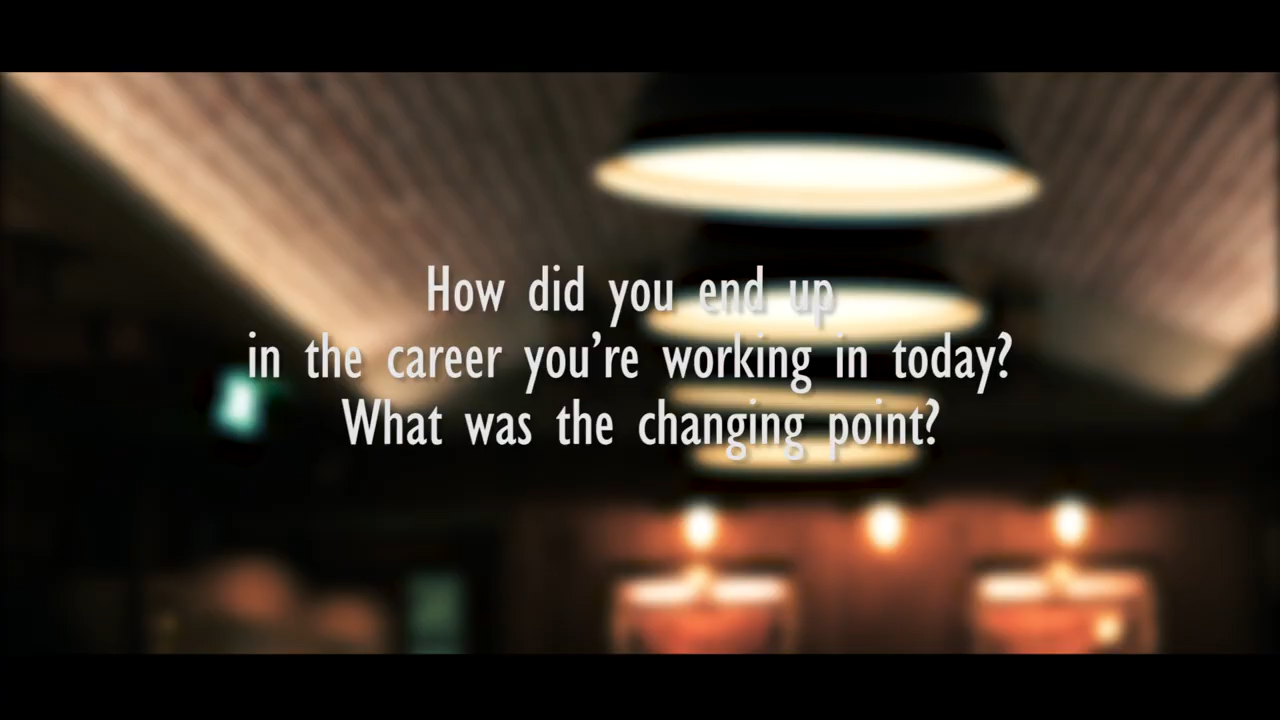 How did you end up
in the career you’re working in today?
What was the changing point?